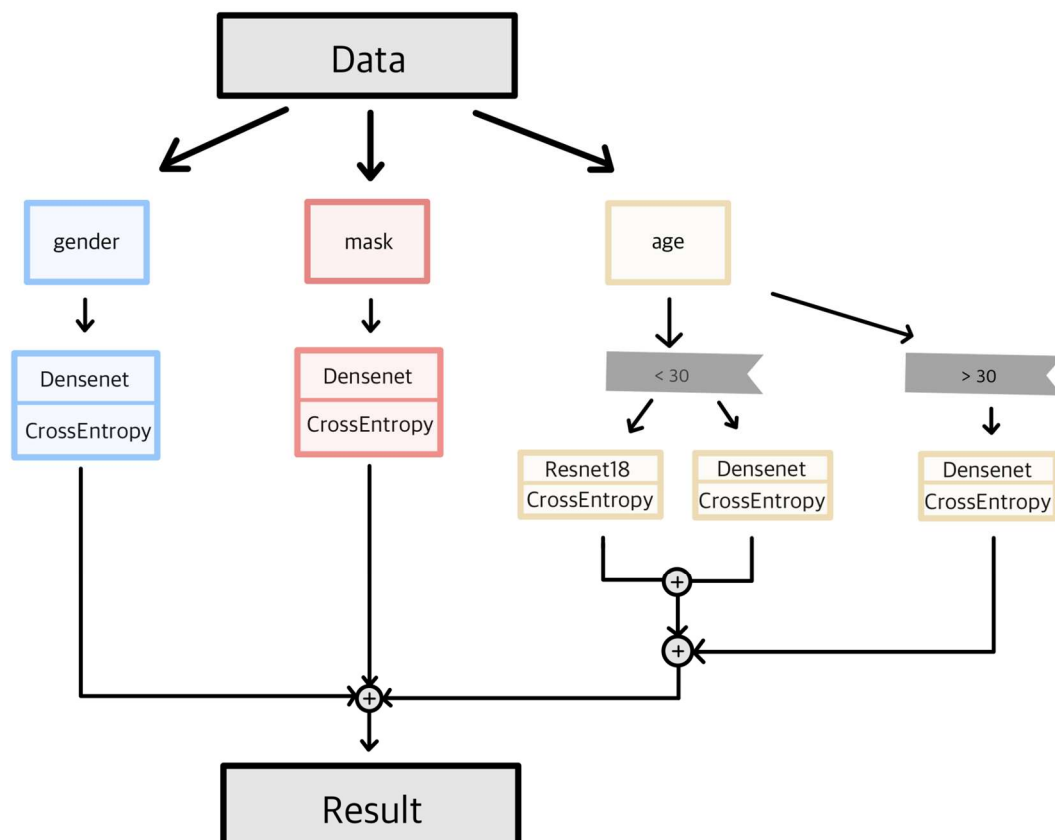 Data
gender
mask
age
Densenet
CrossEntropy
Densenet
CrossEntropy
< 30
> 30
Resnet18
CrossEntropy
Densenet
CrossEntropy
Densenet
CrossEntropy
+
+
+
Result